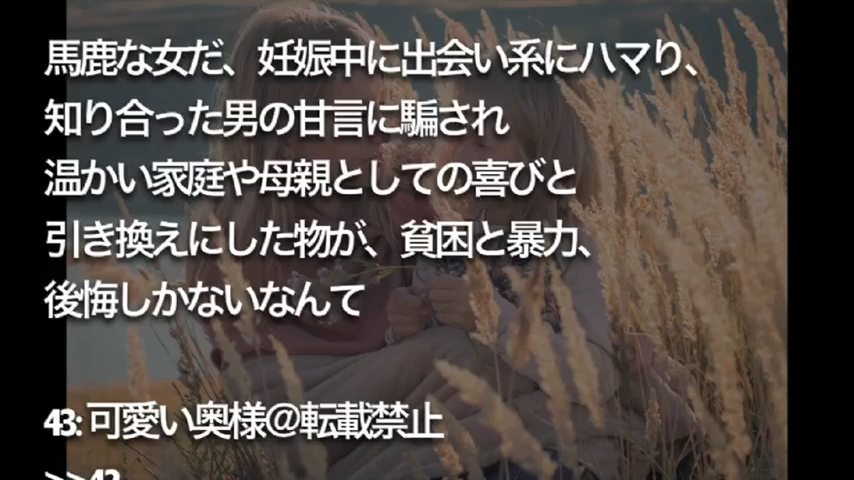 馬鹿な女だ、妊娠中に出会い系にハマり、
知り合った男の甘言に騙され
温かい家庭や母親としての喜びと
引き換えにした物が、貧困と暴力、
後悔しかないなんて
43: 可愛い奥様@転載禁止
>>42